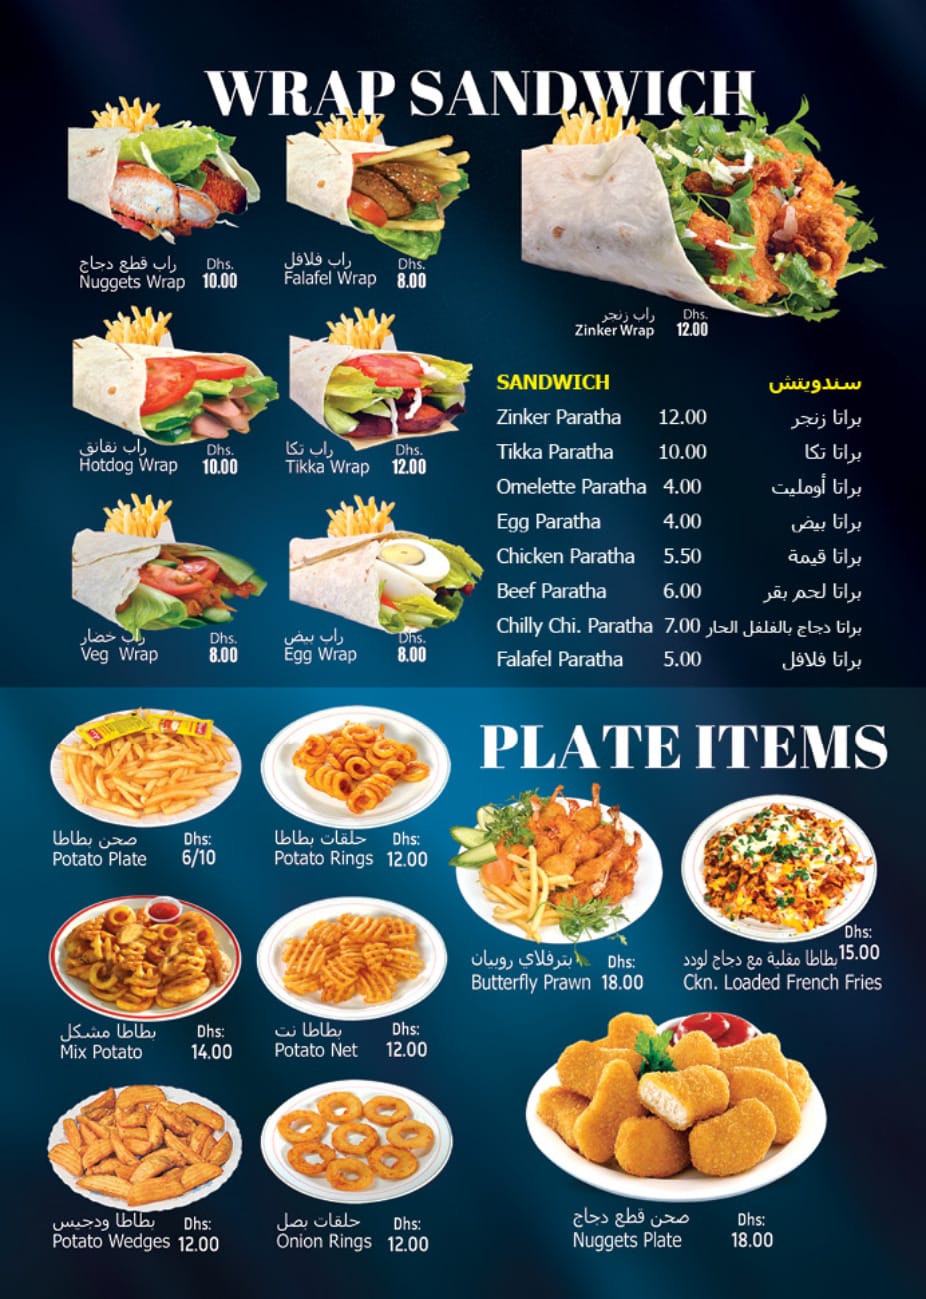 WRAP SANDWICH
راب قطع دجاج Dhs.
Nuggets Wrap 10.00
راب فلافل Dhs.
Falafel Wrap 8.00
راب زنجر Dhs.
Zinker Wrap 12.00
راب نقانق Dhs.
Hotdog Wrap 10.00
راب تكا Dhs.
Tikka Wrap 12.00
راب خضار Dhs.
Veg Wrap 8.00
راب بيض Dhs.
Egg Wrap 8.00
SANDWICH سندويتش
Zinker Paratha 12.00 براتا زنجر
Tikka Paratha 10.00 براتا تكا
Omelette Paratha 4.00 براتا أومليت
Egg Paratha 4.00 براتا بيض
Chicken Paratha 5.50 براتا قيمة
Beef Paratha 6.00 براتا لحم بقر
Chilly Chi. Paratha 7.00 براتا دجاج بالفلفل الحار
Falafel Paratha 5.00 براتا فلافل
PLATE ITEMS
صحن بطاطا Dhs:
Potato Plate 6/10
حلقات بطاطا Dhs:
Potato Rings 12.00
بترفلاي روبيان Dhs:
Butterfly Prawn 18.00
Dhs:
بطاطا مقلية مع دجاج لودد 15.00
Ckn. Loaded French Fries
بطاطا مشكل Dhs:
Mix Potato 14.00
بطاطا نت Dhs:
Potato Net 12.00
بطاطا ودجيس Dhs:
Potato Wedges 12.00
حلقات بصل Dhs:
Onion Rings 12.00
صحن قطع دجاج Dhs:
Nuggets Plate 18.00